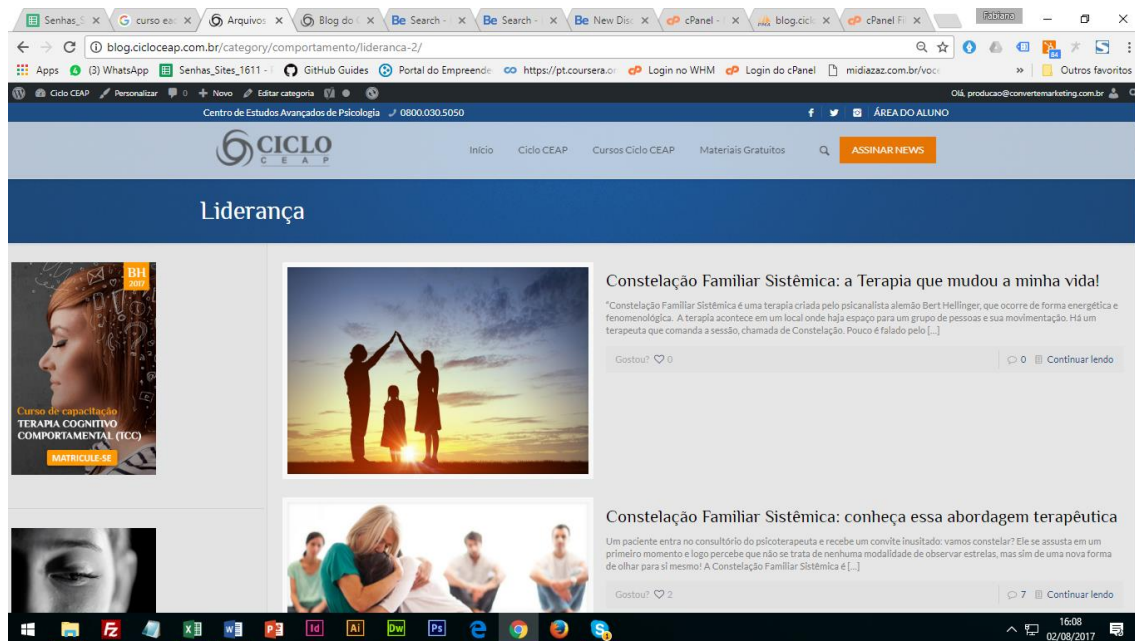 Senhas_S
curso ead
Arquivos
Blog do C
Search -
Search -
New Disc
cPanel -
blog.ciclo
cPanel Fi
Fabiana
blog.cicloceap.com.br/category/comportamento/lideranca-2/
Apps
(3) WhatsApp
Senhas_Sites_1611 -
GitHub Guides
Portal do Empreende
https://pt.coursera.or
Login no WHM
Login do cPanel
midiazaz.com.br/voce
»
Outros favoritos
Ciclo CEAP
Personalizar
0
+ Novo
Editar categoria
Olá, producao@convertemarketing.com.br
Centro de Estudos Avançados de Psicologia
0800.030.5050
ÁREA DO ALUNO
CICLO
CEAP
Início
Ciclo CEAP
Cursos Ciclo CEAP
Materiais Gratuitos
ASSINAR NEWS
Liderança
BH
2017
Curso de capacitação
TERAPIA COGNITIVO
COMPORTAMENTAL (TCC)
MATRICULE-SE
Constelação Familiar Sistêmica: a Terapia que mudou a minha vida!
"Constelação Familiar Sistêmica é uma terapia criada pelo psicanalista alemão Bert Hellinger, que ocorre de forma energética e
fenomenológica. A terapia acontece em um local onde haja espaço para um grupo de pessoas e sua movimentação. Há um
terapeuta que comanda a sessão, chamada de Constelação. Pouco é falado pelo [...]
Gostou? 0
0
Continuar lendo
Constelação Familiar Sistêmica: conheça essa abordagem terapêutica
Um paciente entra no consultório do psicoterapeuta e recebe um convite inusitado: vamos constelar? Ele se assusta em um
primeiro momento e logo percebe que não se trata de nenhuma modalidade de observar estrelas, mas sim de uma nova forma
de olhar para si mesmo! A Constelação Familiar Sistêmica é [...]
Gostou? 2
7
Continuar lendo
16:08
02/08/2017